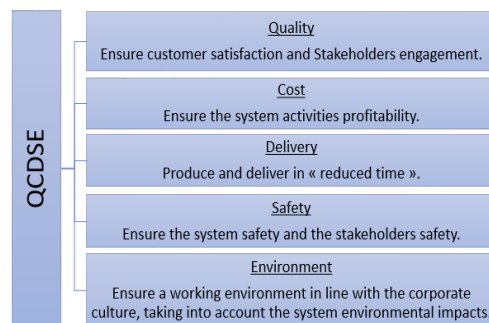 QCDSE
Quality
Ensure customer satisfaction and Stakeholders engagement.
Cost
Ensure the system activities profitability.
Delivery
Produce and deliver in « reduced time ».
Safety
Ensure the system safety and the stakeholders safety.
Environment
Ensure a working environment in line with the corporate
culture, taking into account the system environmental impacts